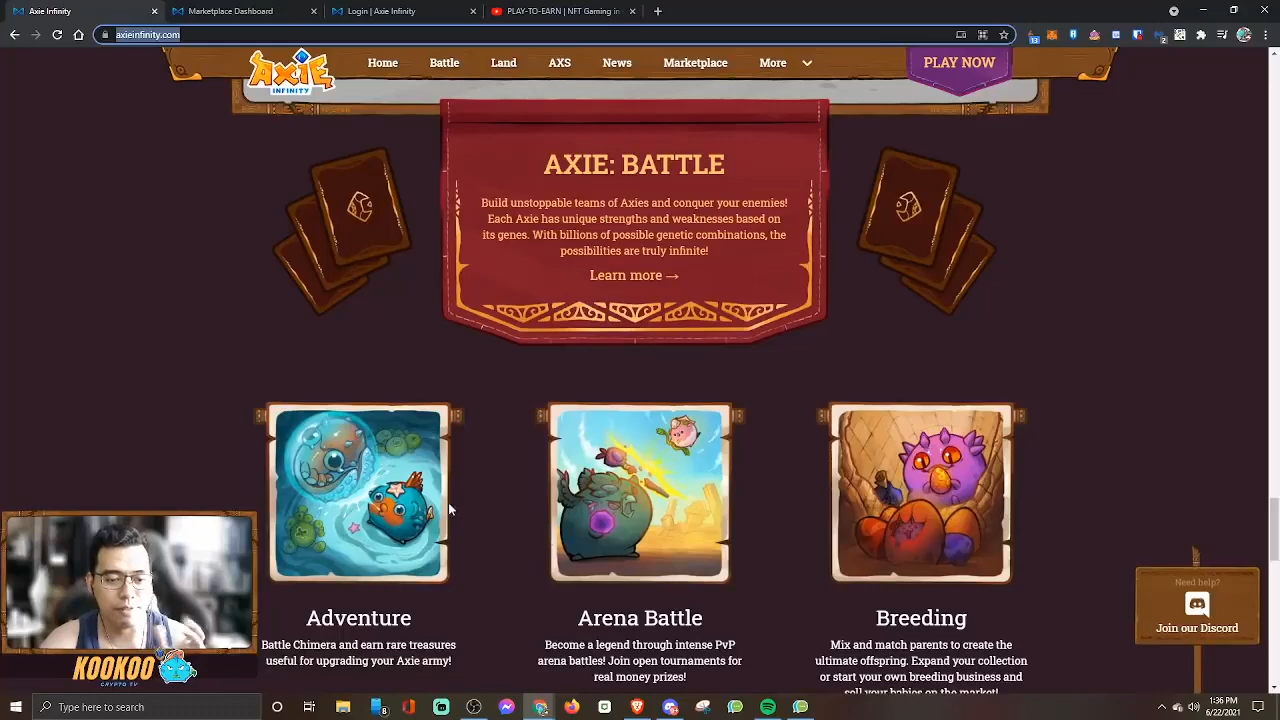 Axie Infinity
Marketplace Dashboard
Login | Axie Infinity
PLAY-TO-EARN | NFT Gaming in
axieinfinity.com
AXIE
INFINITY
Home
Battle
Land
AXS
News
Marketplace
More
PLAY NOW
AXIE: BATTLE
Build unstoppable teams of Axies and conquer your enemies!
Each Axie has unique strengths and weaknesses based on
its genes. With billions of possible genetic combinations, the
possibilities are truly infinite!
Learn more →
Adventure
Battle Chimera and earn rare treasures
useful for upgrading your Axie army!
Arena Battle
Become a legend through intense PvP
arena battles! Join open tournaments for
real money prizes!
Breeding
Mix and match parents to create the
ultimate offspring. Expand your collection
or start your own breeding business and
sell your babies on the market!
Need help?
Join our Discord
KOOKOO
CRYPTO TV
Type here to search
1:36 PM
6/22/2021